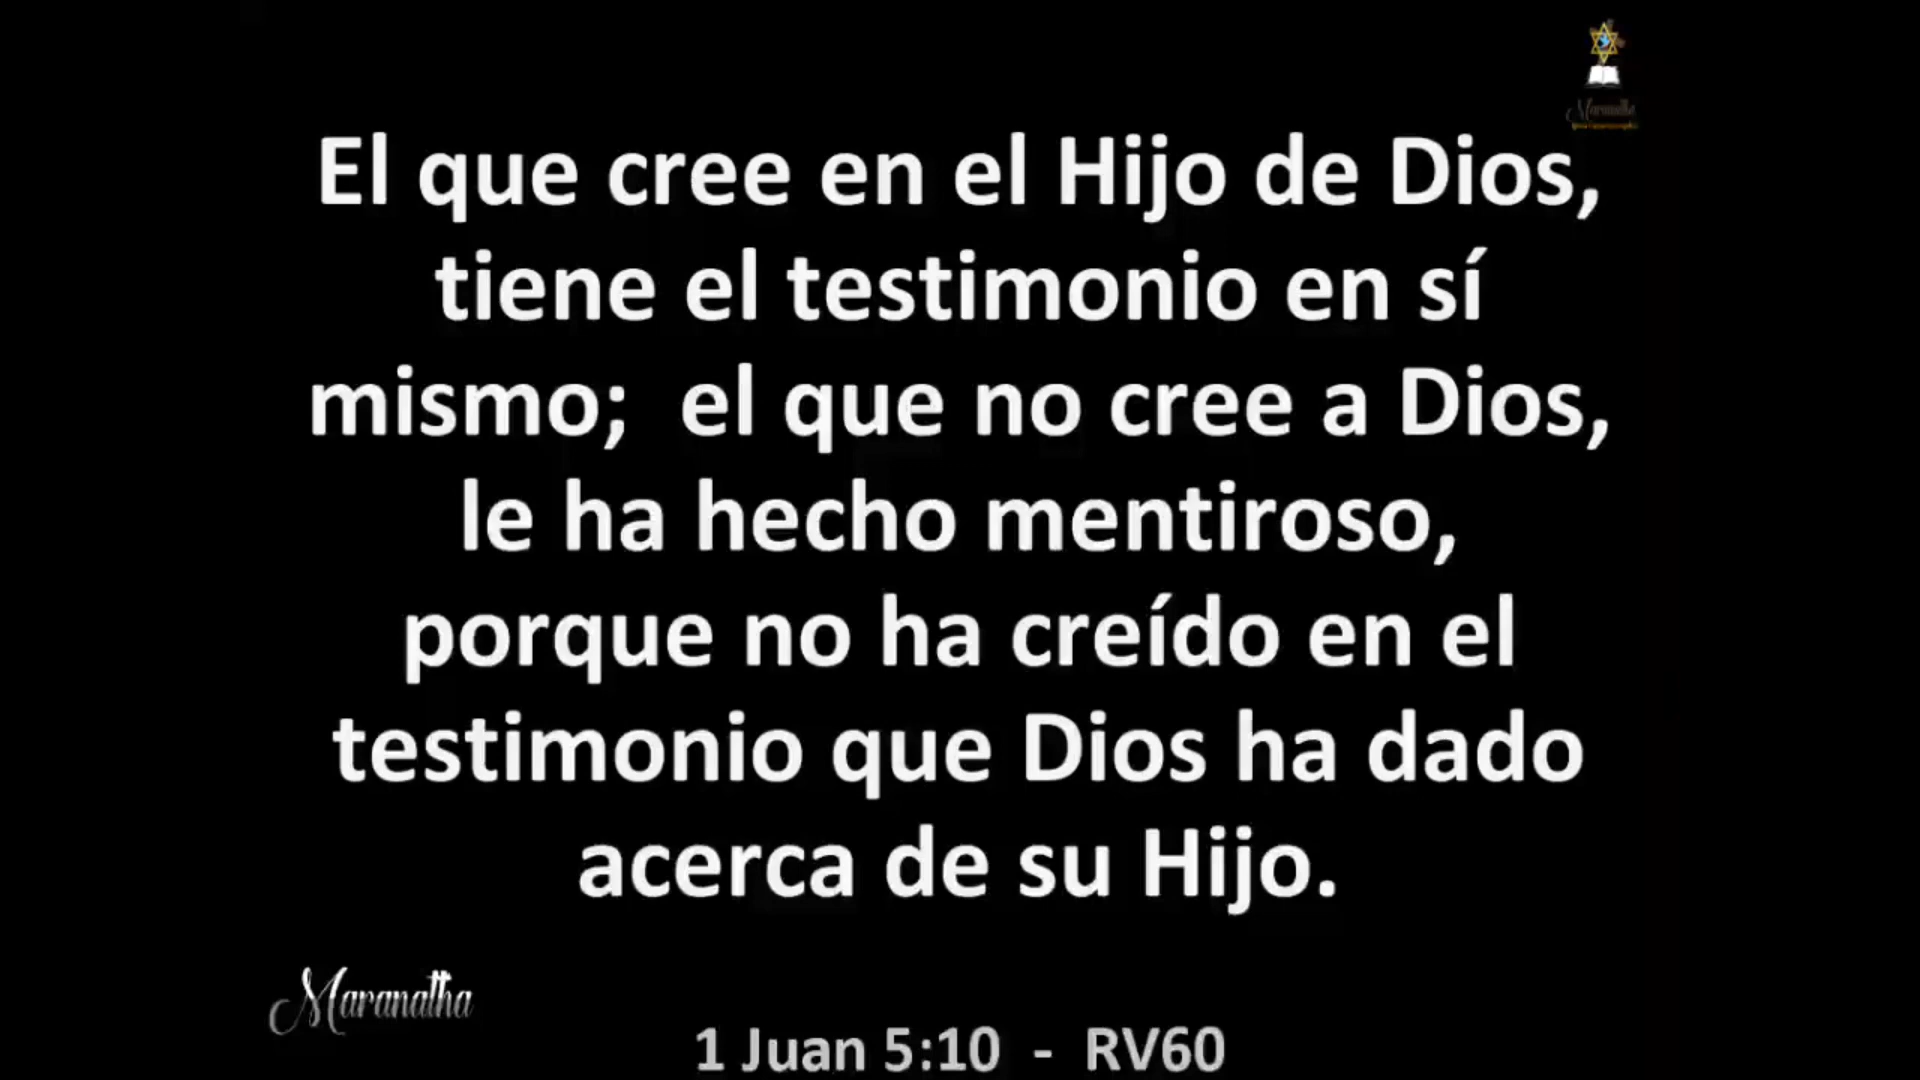 Maranatha
El que cree en el Hijo de Dios,
tiene el testimonio en sí
mismo;  el que no cree a Dios,
le ha hecho mentiroso,
porque no ha creído en el
testimonio que Dios ha dado
acerca de su Hijo.
Maranatha
1 Juan 5:10  -  RV60